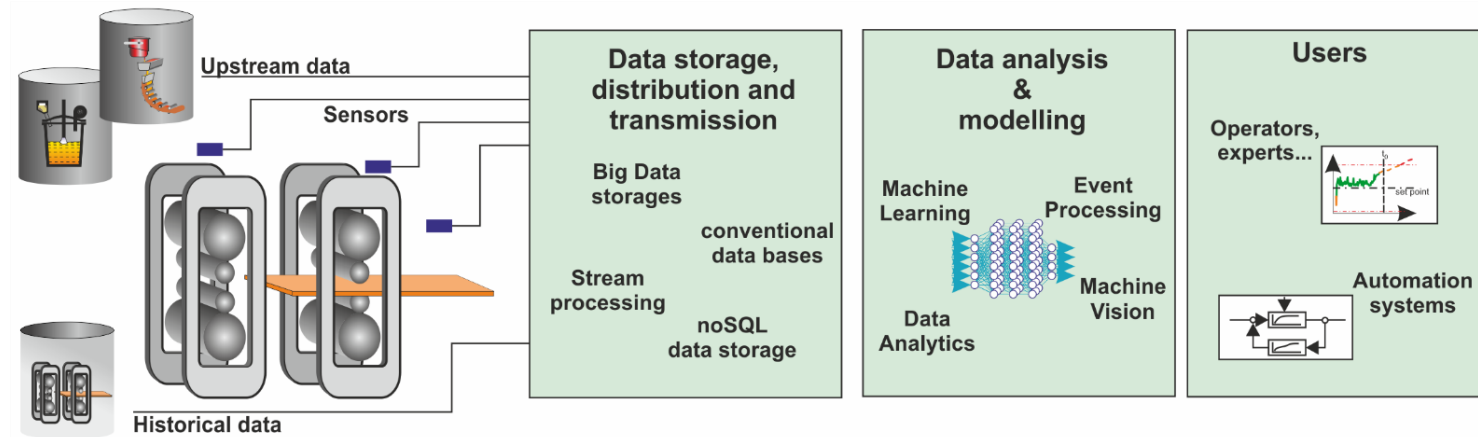 Upstream data
Sensors
Historical data
Data storage,
distribution and
transmission
Big Data
storages
conventional
data bases
Stream
processing
noSQL
data storage
Data analysis
&
modelling
Machine
Learning
Event
Processing
Machine
Vision
Data
Analytics
Users
Operators,
experts...
t₀
set point
Automation
systems